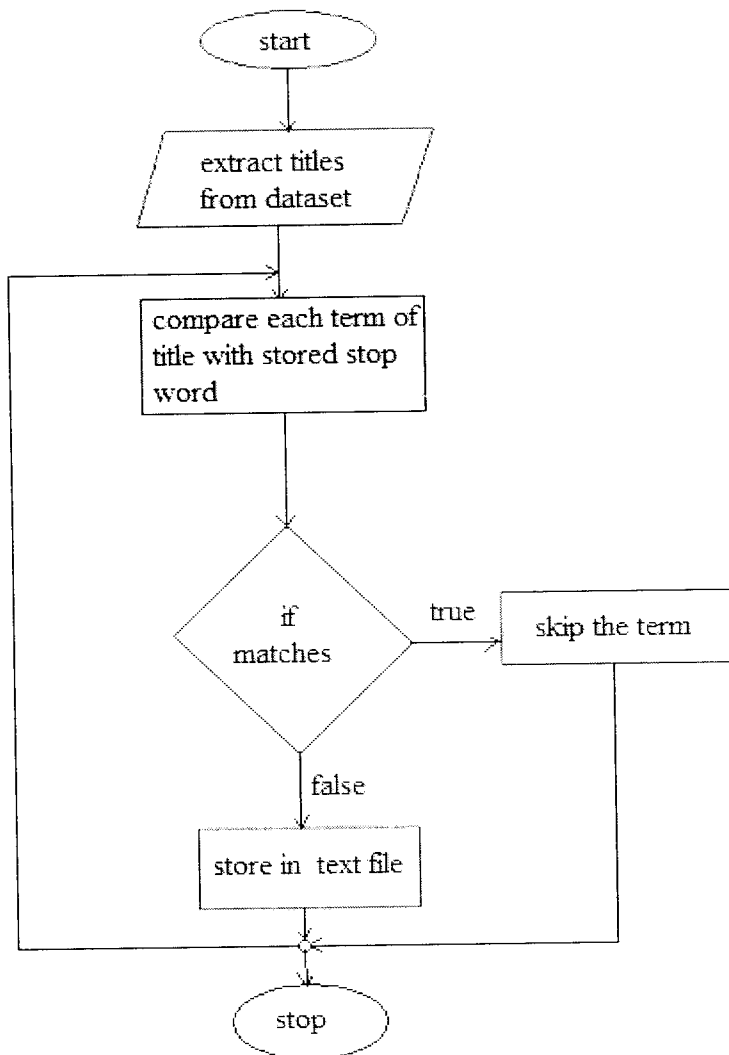 start
extract titles
from dataset
compare each term of
title with stored stop
word
if
matches
true
skip the term
false
store in text file
stop